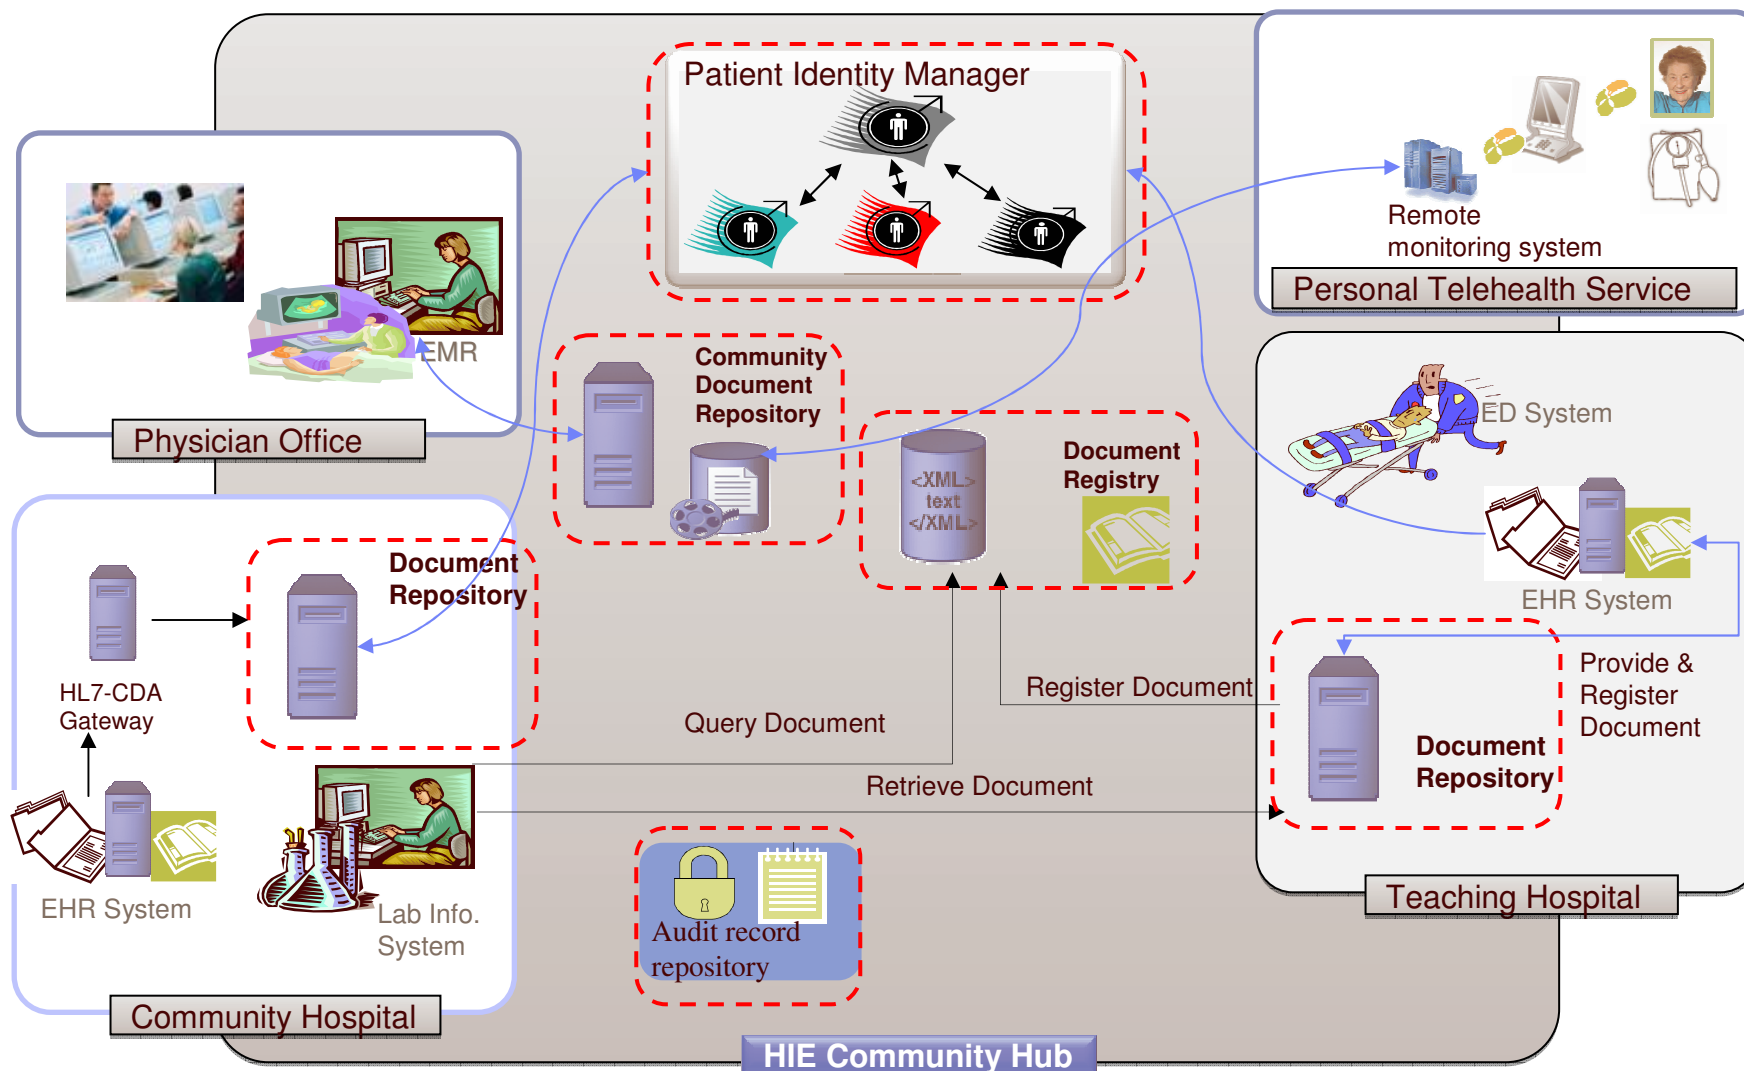 Patient Identity Manager
Remote
monitoring system
Personal Telehealth Service
EMR
Physician Office
Community
Document
Repository
<XML>
text
</XML>
Document
Registry
ED System
EHR System
Document
Repository
HL7-CDA
Gateway
Register Document
Query Document
Retrieve Document
Provide &
Register
Document
Document
Repository
EHR System
Lab Info.
System
Audit record
repository
Teaching Hospital
Community Hospital
HIE Community Hub